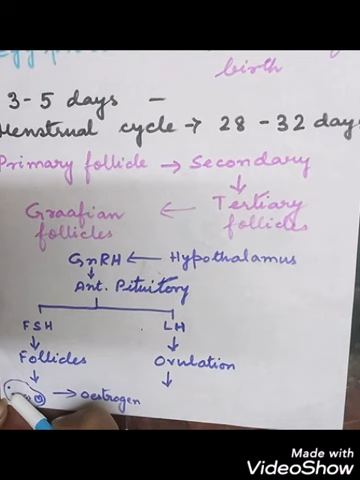 birth
3-5 days —
Menstrual cycle → 28-32 days
Primary follicle → Secondary
↓
Graafian follicles ← Tertiary follicles
GnRH ← Hypothalamus
↓
Ant. Pituitory
FSH LH
↓ ↓
Follicles Ovulation
↓ ↓
→ oestrogen
Made with
VideoShow